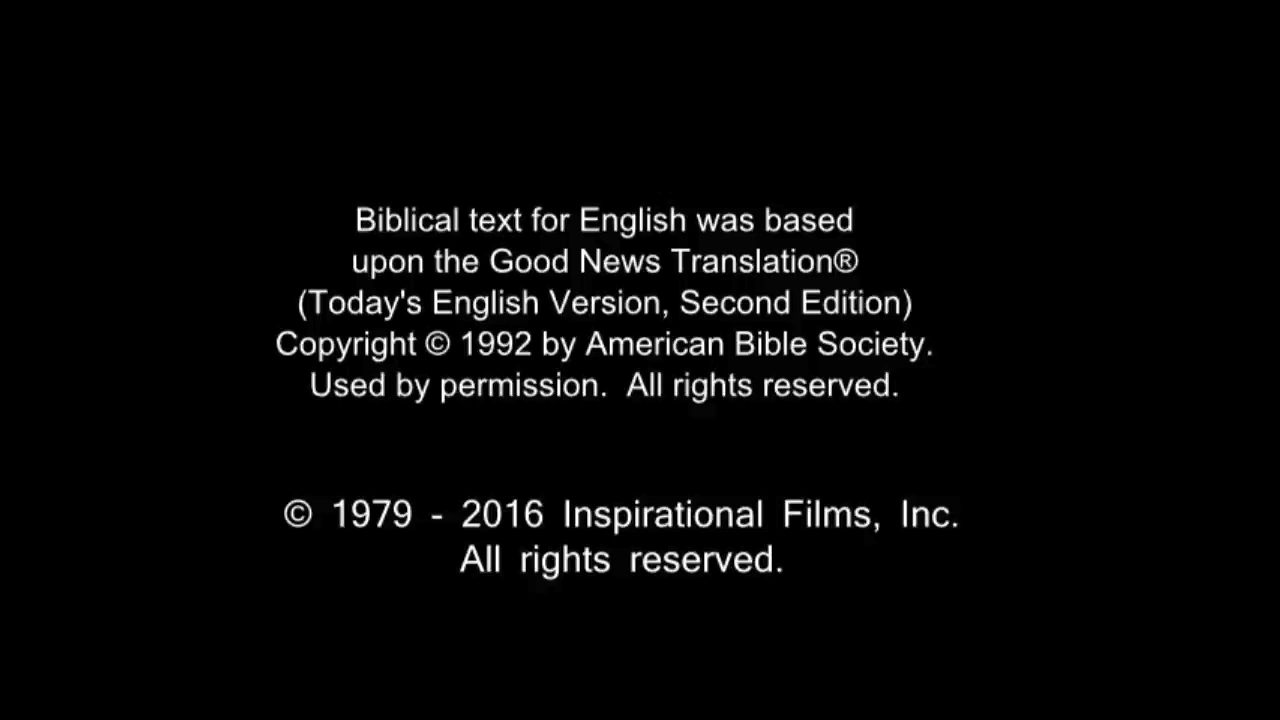 Biblical text for English was based
upon the Good News Translation®
(Today's English Version, Second Edition)
Copyright © 1992 by American Bible Society.
Used by permission.  All rights reserved.
© 1979 - 2016 Inspirational Films, Inc.
All rights reserved.